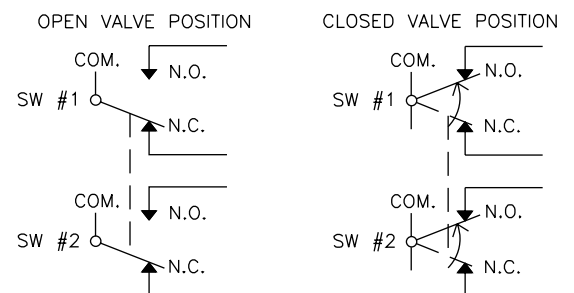 OPEN VALVE POSITION
CLOSED VALVE POSITION
COM.
N.O.
SW #1
N.C.
COM.
N.O.
SW #1
N.C.
COM.
N.O.
SW #2
N.C.
COM.
N.O.
SW #2
N.C.